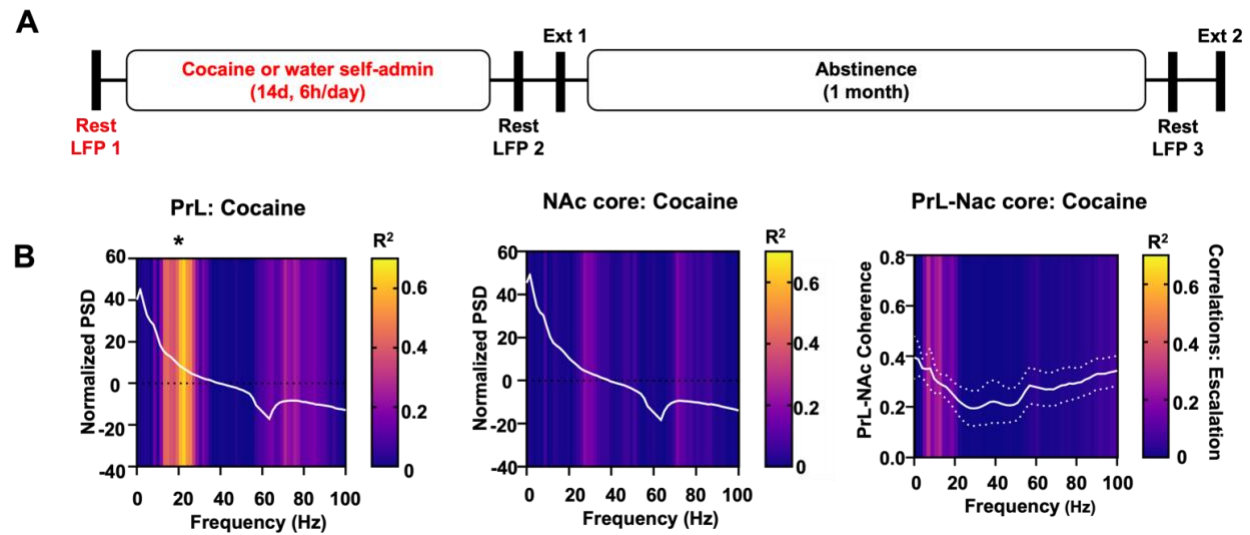 A
Ext 1
Ext 2
Cocaine or water self-admin
(14d, 6h/day)
Abstinence
(1 month)
Rest
LFP 1
Rest
LFP 2
Rest
LFP 3
B
PrL: Cocaine
*
R²
Normalized PSD
60
40
20
0
-20
-40
0 20 40 60 80 100
Frequency (Hz)
0.6
0.4
0.2
0
NAc core: Cocaine
R²
Normalized PSD
60
40
20
0
-20
-40
0 20 40 60 80 100
Frequency (Hz)
0.6
0.4
0.2
0
PrL-Nac core: Cocaine
R²
PrL-NAc Coherence
0.8
0.6
0.4
0.2
0.0
0 20 40 60 80 100
Frequency (Hz)
0.6
0.4
0.2
0
Correlations: Escalation